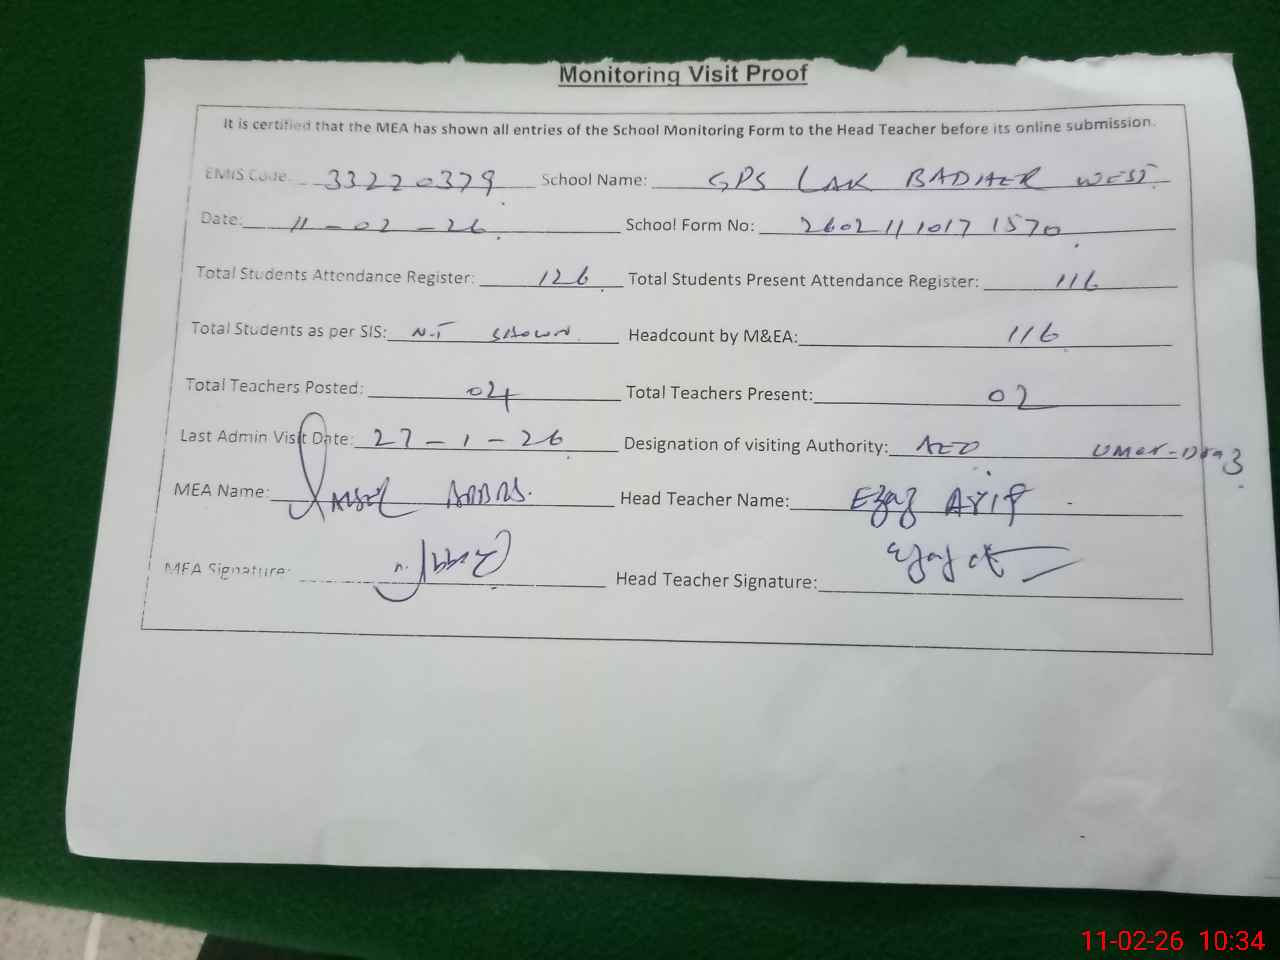 Monitoring Visit Proof
It is certified that the MEA has shown all entries of the School Monitoring Form to the Head Teacher before its online submission.
EMIS Code: 33220379 School Name: GPS LAK BADHER WEST
Date: 11-02-26 School Form No: 2602111017 1570
Total Students Attendance Register: 126 Total Students Present Attendance Register: 116
Total Students as per SIS: Headcount by M&EA: 116
Total Teachers Posted: 04 Total Teachers Present: 02
Last Admin Visit Date: 27-1-26 Designation of visiting Authority: AEO Umer-Draz
MEA Name: ABBAS. Head Teacher Name: Ejaz
MEA Signature: Head Teacher Signature:
11-02-26 10:34